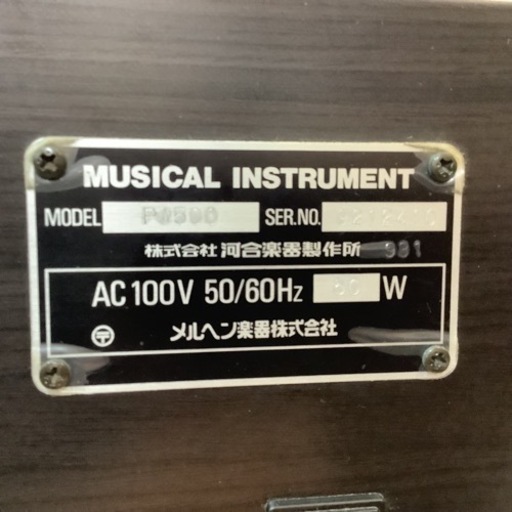 MUSICAL INSTRUMENT
MODEL SER.NO.
株式会社 河合楽器製作所
AC 100V 50/60Hz W
〒 メルヘン楽器株式会社